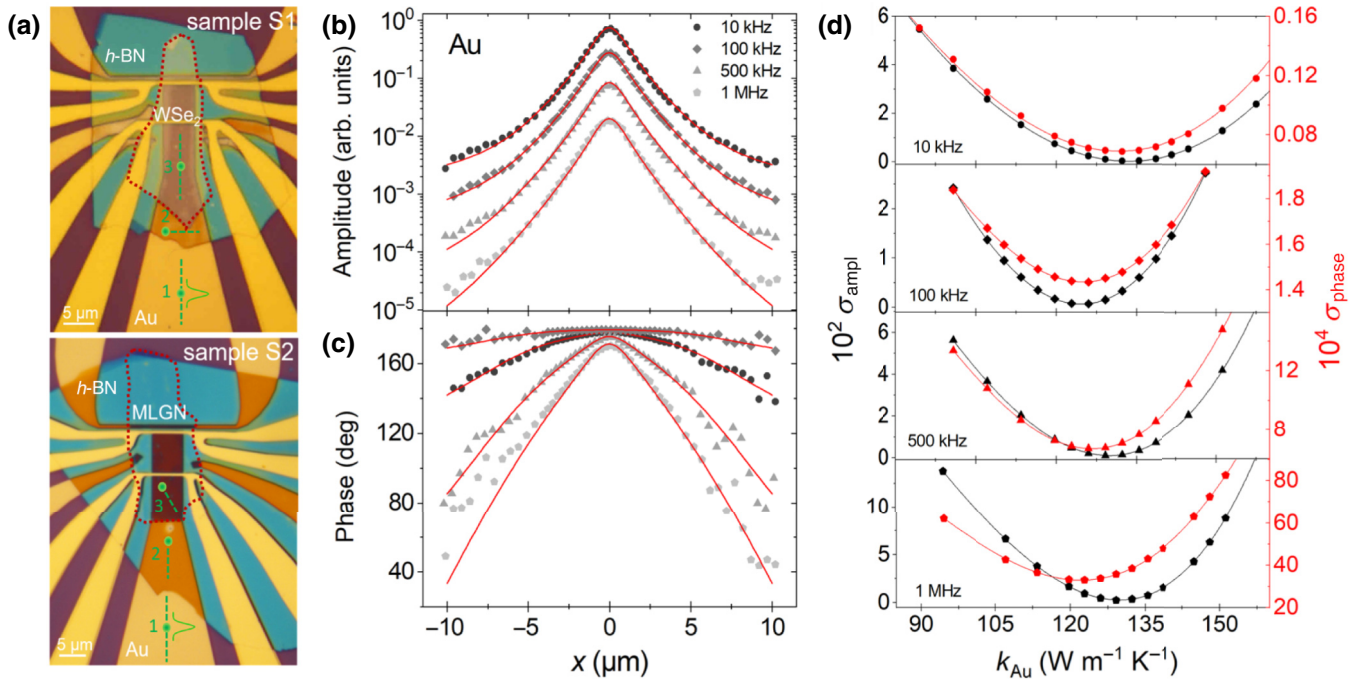 (a)
sample S1
h-BN
WSe2
3
2
1
5 μm
Au
sample S2
h-BN
MLGN
3
2
1
5 μm
Au
(b)
Au
10 kHz
100 kHz
500 kHz
1 MHz
Amplitude (arb. units)
10^0
10^-1
10^-2
10^-3
10^-4
10^-5
(c)
Phase (deg)
160
120
80
40
−10
−5
0
5
10
x (μm)
(d)
6
4
2
0
0.16
0.12
0.08
10 kHz
2
0
1.8
1.6
1.4
100 kHz
6
4
2
0
12
8
500 kHz
10
5
0
80
60
40
20
1 MHz
10^2 σampl
10^4 σphase
90
105
120
135
150
kAu (W m−1 K−1)